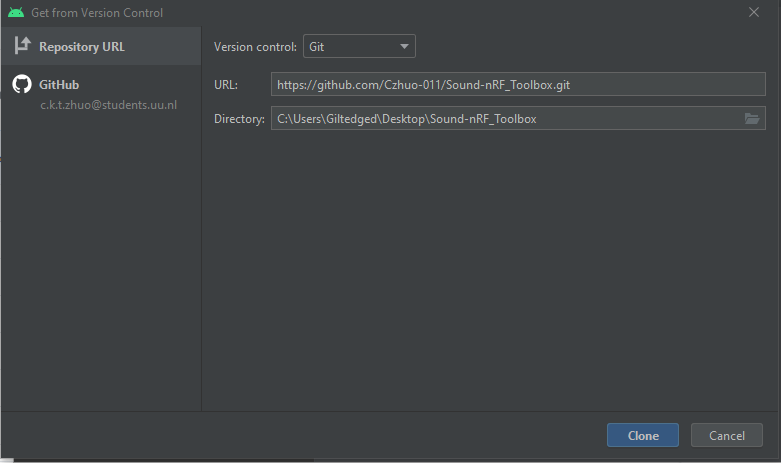 Get from Version Control
Repository URL
GitHub
c.k.t.zhuo@students.uu.nl
Version control: Git
URL: https://github.com/Czhuo-011/Sound-nRF_Toolbox.git
Directory: C:\Users\Giltedged\Desktop\Sound-nRF_Toolbox
Clone Cancel